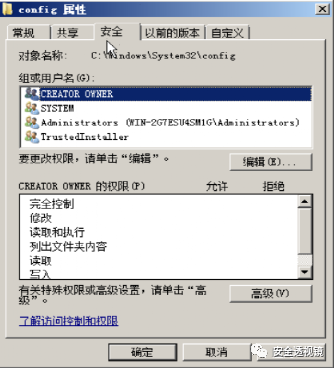 config 属性
常规 共享 安全 以前的版本 自定义
对象名称: C:\Windows\System32\config
组或用户名(G):
CREATOR OWNER
SYSTEM
Administrators (WIN-2G7ESU4SM1G\Administrators)
TrustedInstaller
要更改权限,请单击“编辑”。
编辑(E)...
CREATOR OWNER 的权限(P) 允许 拒绝
完全控制
修改
读取和执行
列出文件夹内容
读取
写入
有关特殊权限或高级设置,请单击“高
级”。
高级(V)
了解访问控制和权限
确定 取消 安全透视镜